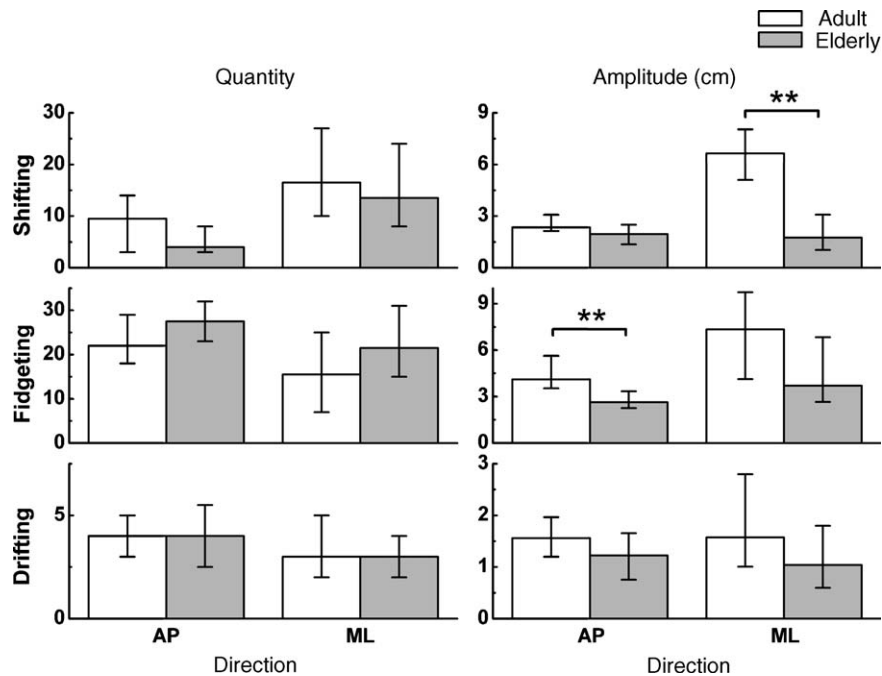 Adult
Elderly
Quantity
Amplitude (cm)
Shifting
30
20
10
0
9
6
3
0
**
Fidgeting
30
20
10
0
9
6
3
0
**
Drifting
5
0
3
2
1
0
AP ML
AP ML
Direction
Direction